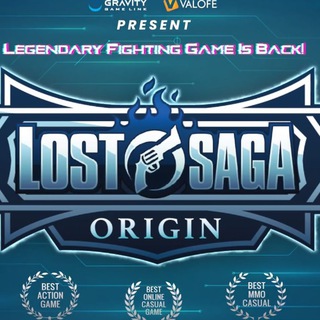 GRAVITY
GAME LINK
VALOFE
PRESENT
LEGENDARY FIGHTING GAME IS BACK!
LOST SAGA
ORIGIN
BEST
ACTION
GAME
BEST
ONLINE
CASUAL
GAME
BEST
MMO
CASUAL